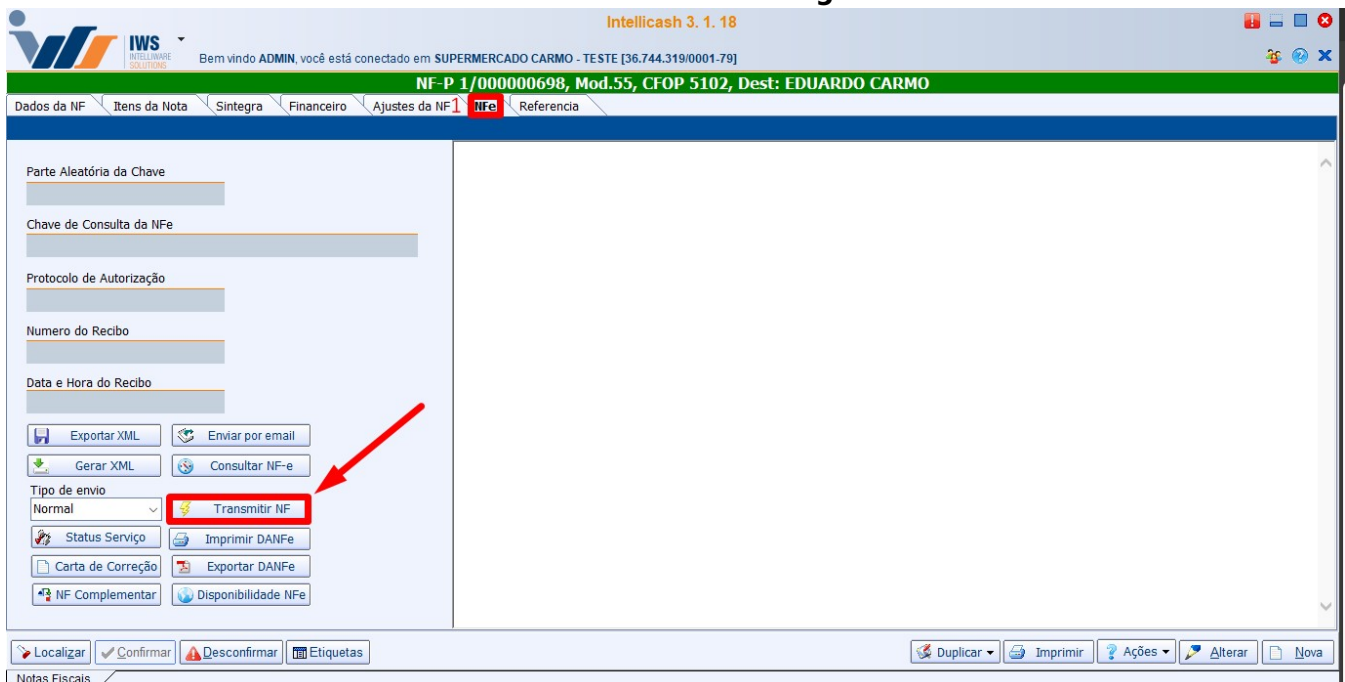 Intellicash 3. 1. 18
IWS
INTELLIWARE
SOLUTIONS
Bem vindo ADMIN, você está conectado em SUPERMERCADO CARMO - TESTE [36.744.319/0001-79]
NF-P 1/000000698, Mod.55, CFOP 5102, Dest: EDUARDO CARMO
Dados da NF Itens da Nota Sintegra Financeiro Ajustes da NF 1 NFe Referencia
Parte Aleatória da Chave
Chave de Consulta da NFe
Protocolo de Autorização
Numero do Recibo
Data e Hora do Recibo
Exportar XML Enviar por email
Gerar XML Consultar NF-e
Tipo de envio
Normal Transmitir NF
Status Serviço Imprimir DANFe
Carta de Correção Exportar DANFe
NF Complementar Disponibilidade NFe
Localizar Confirmar Desconfirmar Etiquetas Duplicar Imprimir Ações Alterar Nova
Notas Fiscais